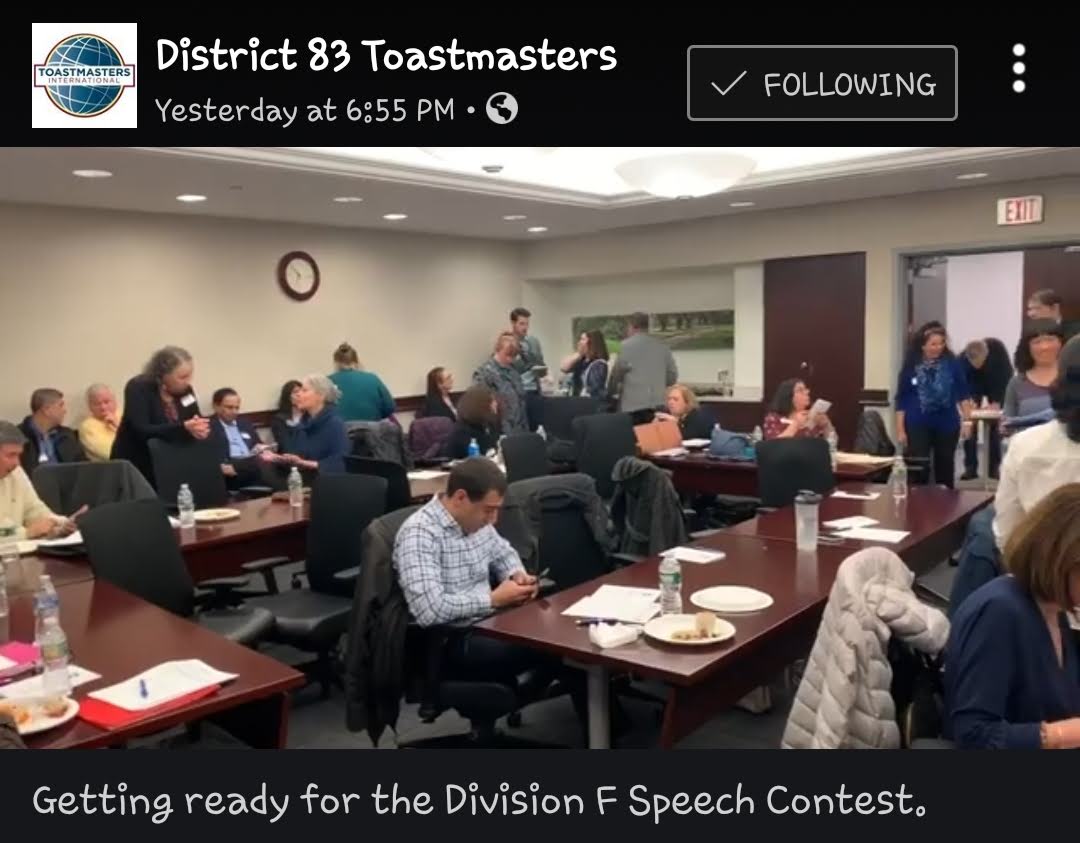 TOASTMASTERS
INTERNATIONAL
District 83 Toastmasters
Yesterday at 6:55 PM •
FOLLOWING
EXIT
Getting ready for the Division F Speech Contest.